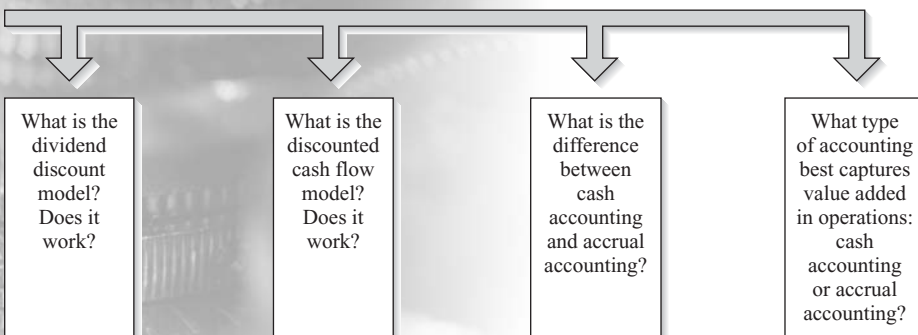 What is the
dividend
discount
model?
Does it
work?
What is the
discounted
cash flow
model?
Does it
work?
What is the
difference
between
cash
accounting
and accrual
accounting?
What type
of accounting
best captures
value added
in operations:
cash
accounting
or accrual
accounting?